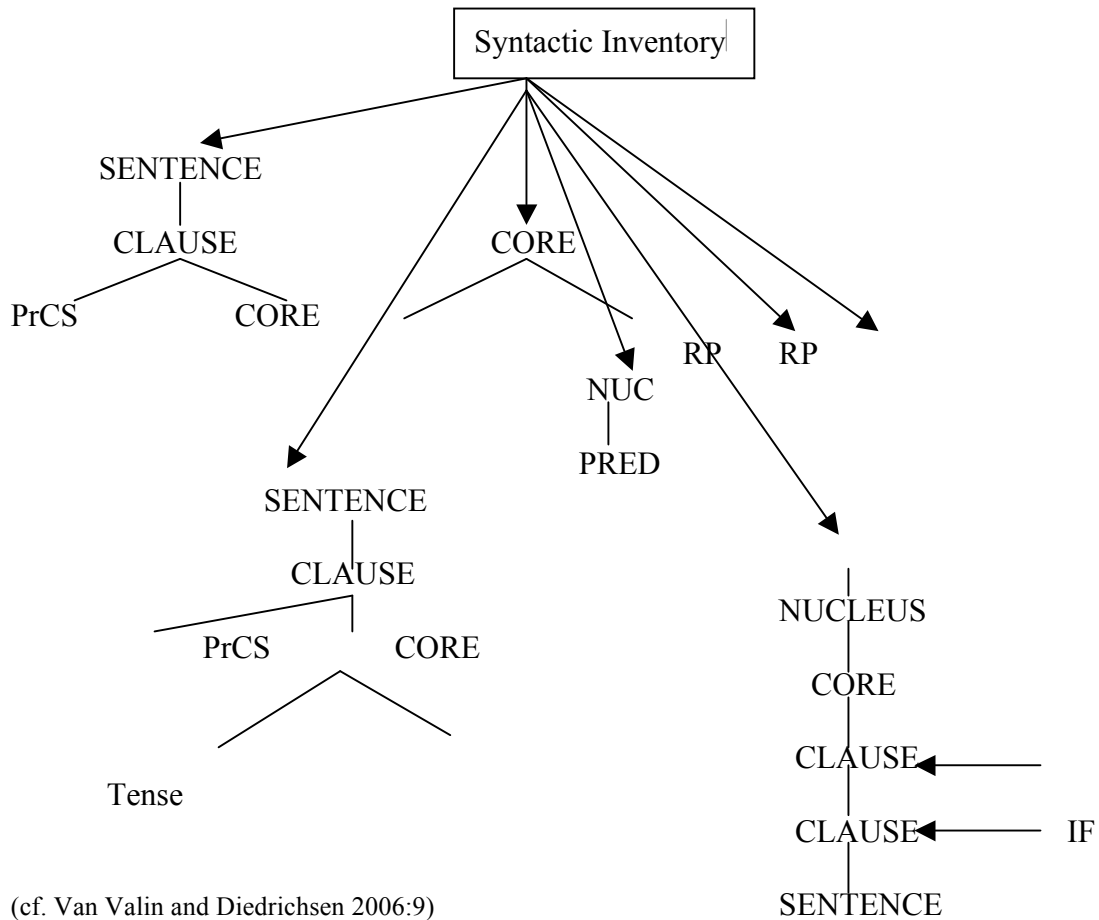 Syntactic Inventory
SENTENCE
CLAUSE
CORE
PrCS
CORE
RP
RP
NUC
PRED
SENTENCE
CLAUSE
NUCLEUS
PrCS
CORE
CORE
CLAUSE
Tense
CLAUSE
IF
SENTENCE
(cf. Van Valin and Diedrichsen 2006:9)